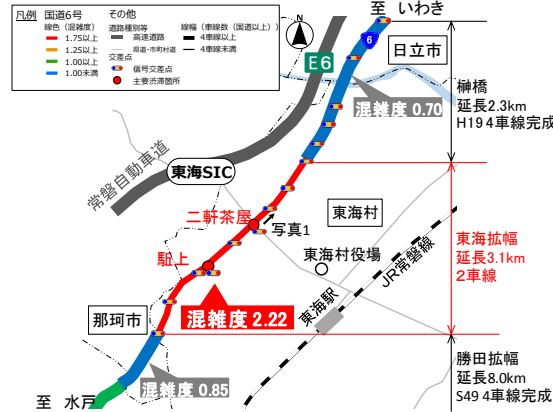 凡例 国道6号
線色(混雑度)
1.75以上
1.25以上
1.00以上
1.00未満
その他
道路種別等
高速道路
県道・市町村道
交差点
信号交差点
主要渋滞箇所
線幅(車線数(国道以上))
4車線以上
4車線未満
N
至 いわき
6
日立市
E6
混雑度 0.70
榊橋
延長2.3km
H19 4車線完成
常磐自動車道
東海SIC
二軒茶屋
写真1
東海村
東海村役場
駈上
JR常磐線
東海拡幅
延長3.1km
2車線
東海駅
混雑度 2.22
那珂市
混雑度 0.85
勝田拡幅
延長8.0km
S49 4車線完成
至 水戸